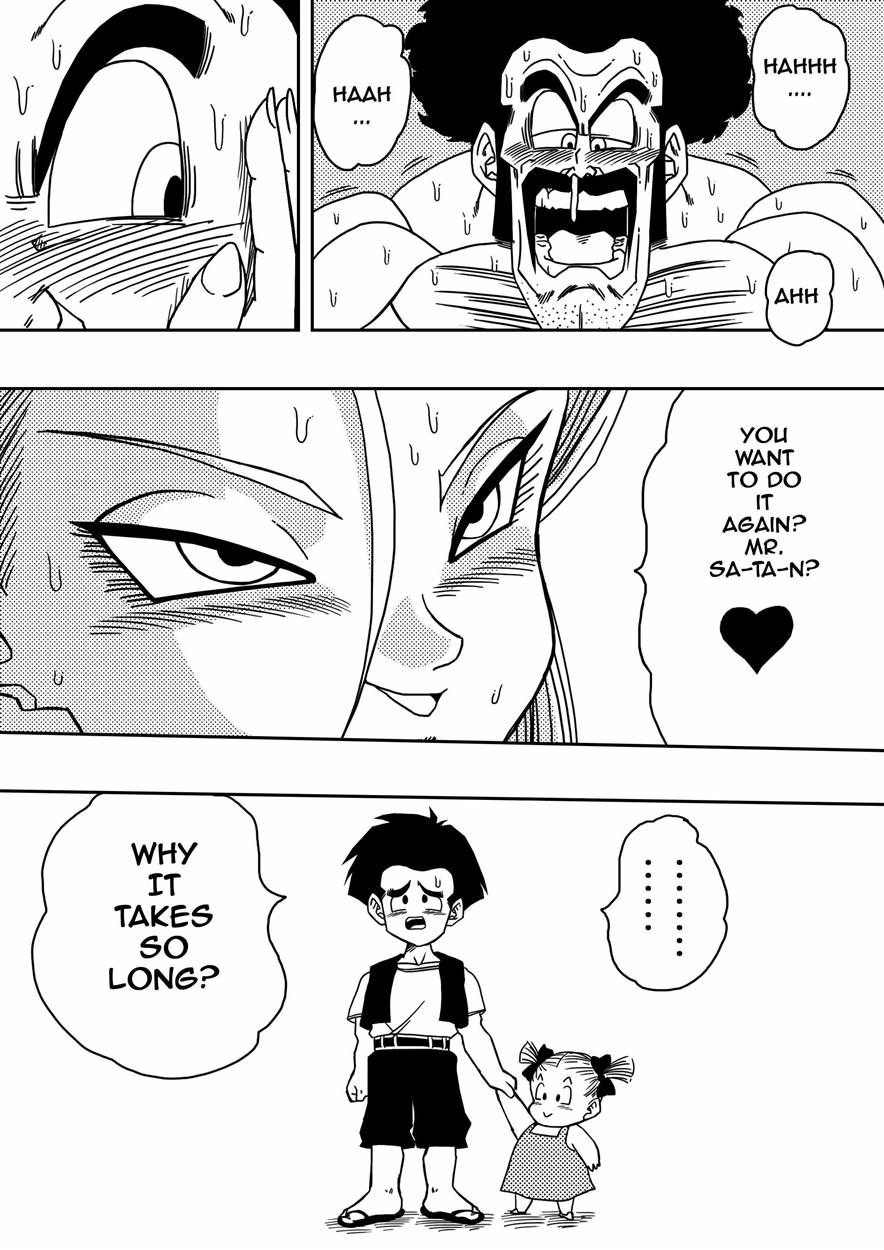 HAAH
...
HAHHH
....
AHH
YOU
WANT
TO DO
IT
AGAIN?
MR.
SA-TA-N?
WHY
IT
TAKES
SO
LONG?